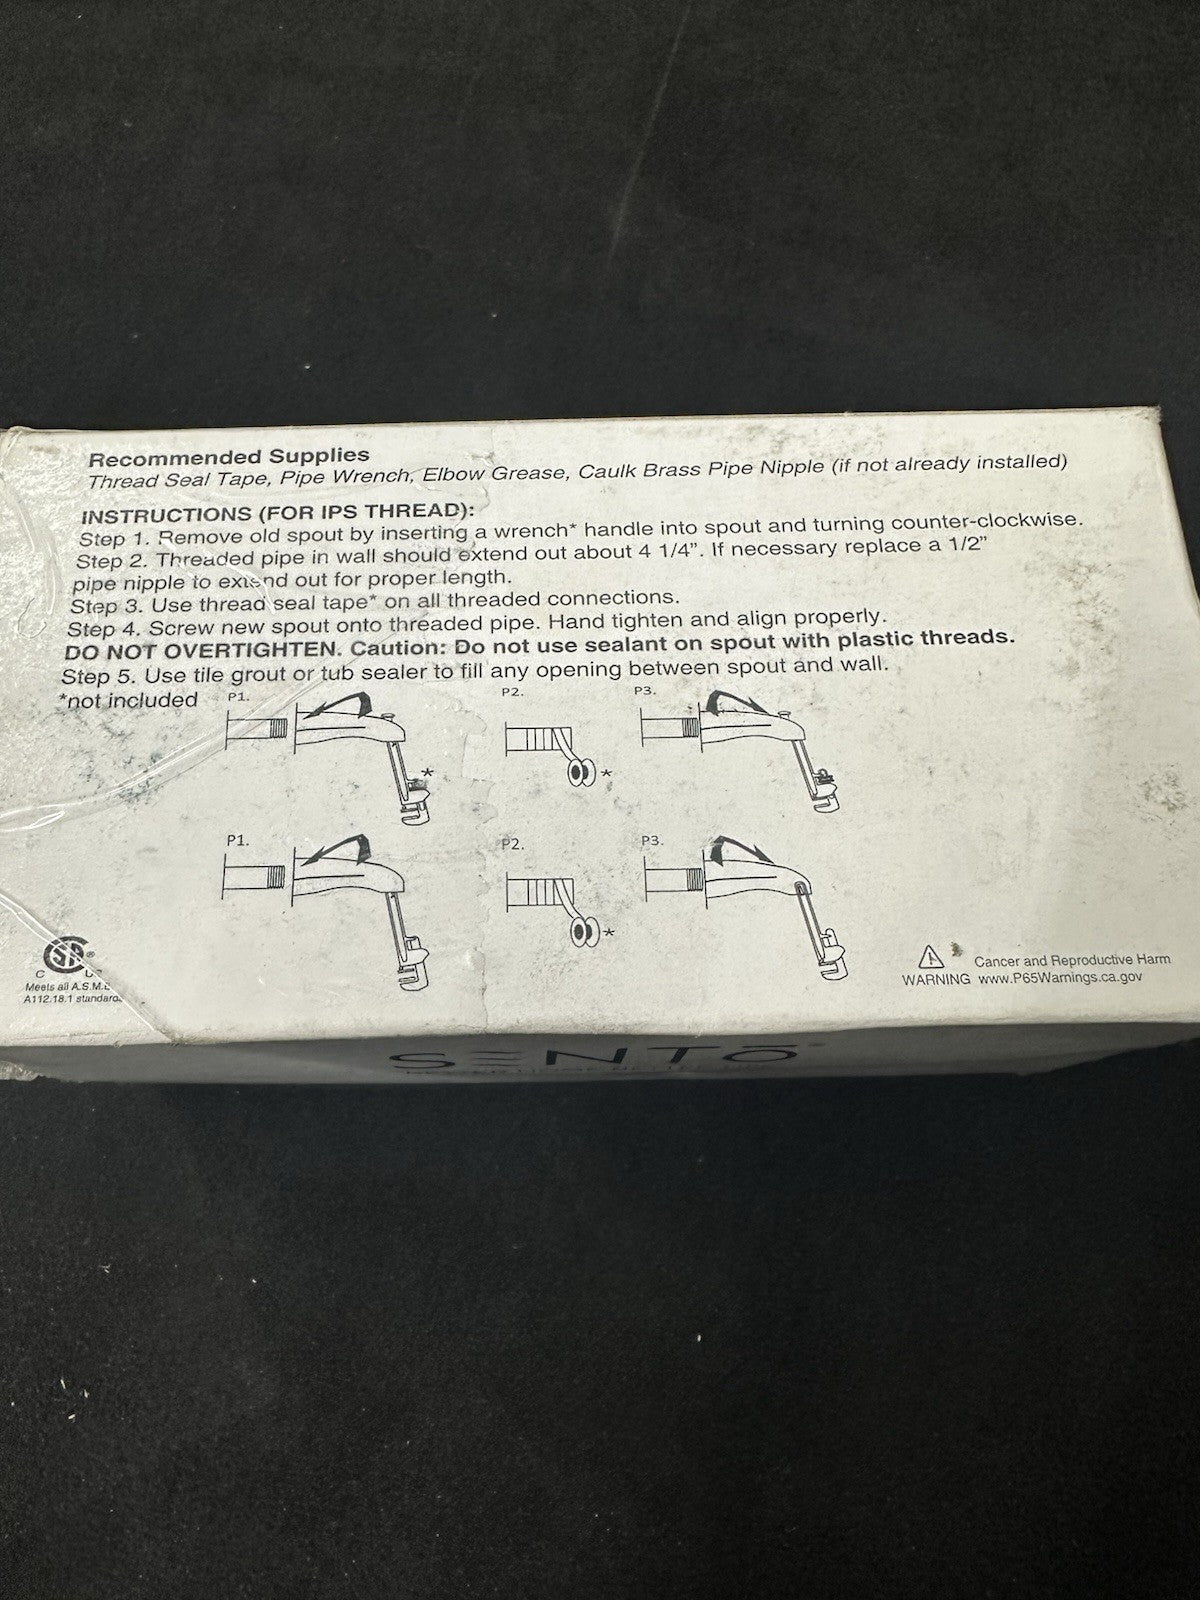 Recommended Supplies
Thread Seal Tape, Pipe Wrench, Elbow Grease, Caulk Brass Pipe Nipple (if not already installed)
INSTRUCTIONS (FOR IPS THREAD):
Step 1. Remove old spout by inserting a wrench* handle into spout and turning counter-clockwise.
Step 2. Threaded pipe in wall should extend out about 4 1/4”. If necessary replace a 1/2”
pipe nipple to extend out for proper length.
Step 3. Use thread seal tape* on all threaded connections.
Step 4. Screw new spout onto threaded pipe. Hand tighten and align properly.
DO NOT OVERTIGHTEN. Caution: Do not use sealant on spout with plastic threads.
Step 5. Use tile grout or tub sealer to fill any opening between spout and wall.
*not included
P1. P2. P3.
* *
P1. P2. P3.
*
SA ®
C US
Meets all A.S.M.E
A112.18.1 standards
Cancer and Reproductive Harm
WARNING www.P65Warnings.ca.gov
SENTŌ®